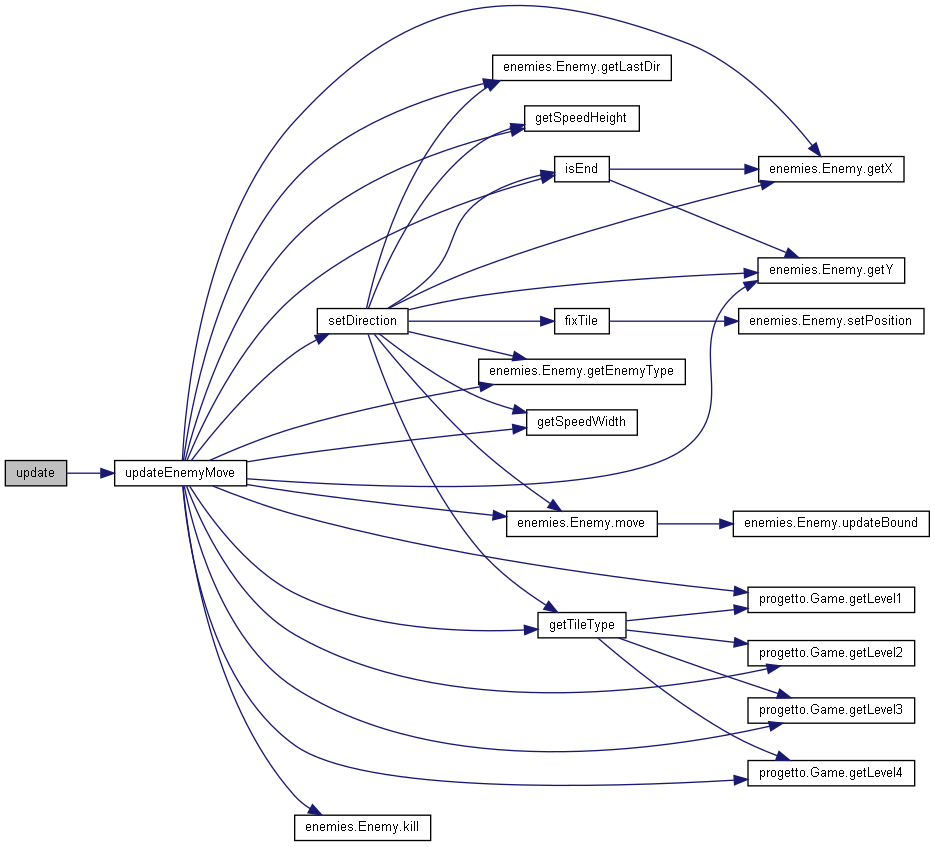 enemies.Enemy.getLastDir
getSpeedHeight
isEnd
enemies.Enemy.getX
enemies.Enemy.getY
setDirection
fixTile
enemies.Enemy.setPosition
enemies.Enemy.getEnemyType
getSpeedWidth
update
updateEnemyMove
enemies.Enemy.move
enemies.Enemy.updateBound
progetto.Game.getLevel1
getTileType
progetto.Game.getLevel2
progetto.Game.getLevel3
progetto.Game.getLevel4
enemies.Enemy.kill